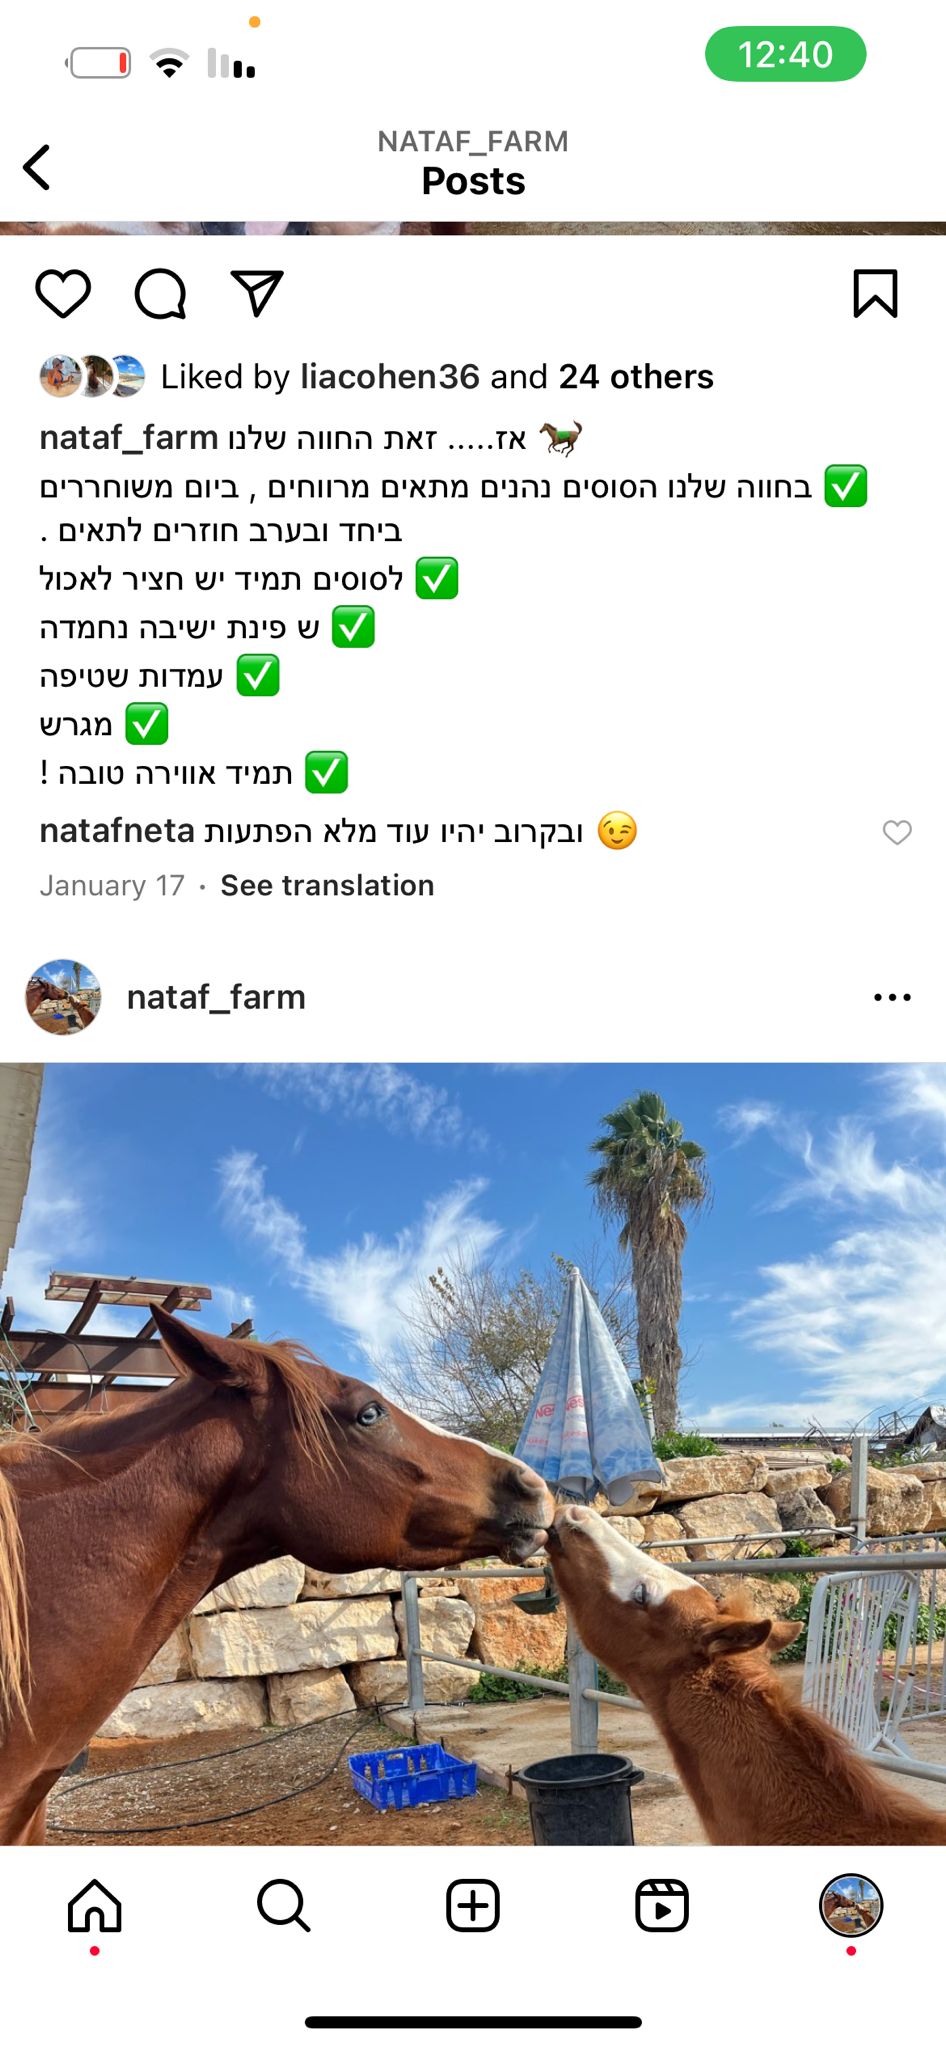 12:40
NATAF_FARM
Posts
Liked by liacohen36 and 24 others
nataf_farm אז..... זאת החווה שלנו 🐎
✅ בחווה שלנו הסוסים נהנים מתאים מרווחים , ביום משוחררים
ביחד ובערב חוזרים לתאים .
✅ לסוסים תמיד יש חציר לאכול
✅ ש פינת ישיבה נחמדה
✅ עמדות שטיפה
✅ מגרש
✅ תמיד אווירה טובה !
natafneta ובקרוב יהיו עוד מלא הפתעות 😉
January 17 · See translation
nataf_farm